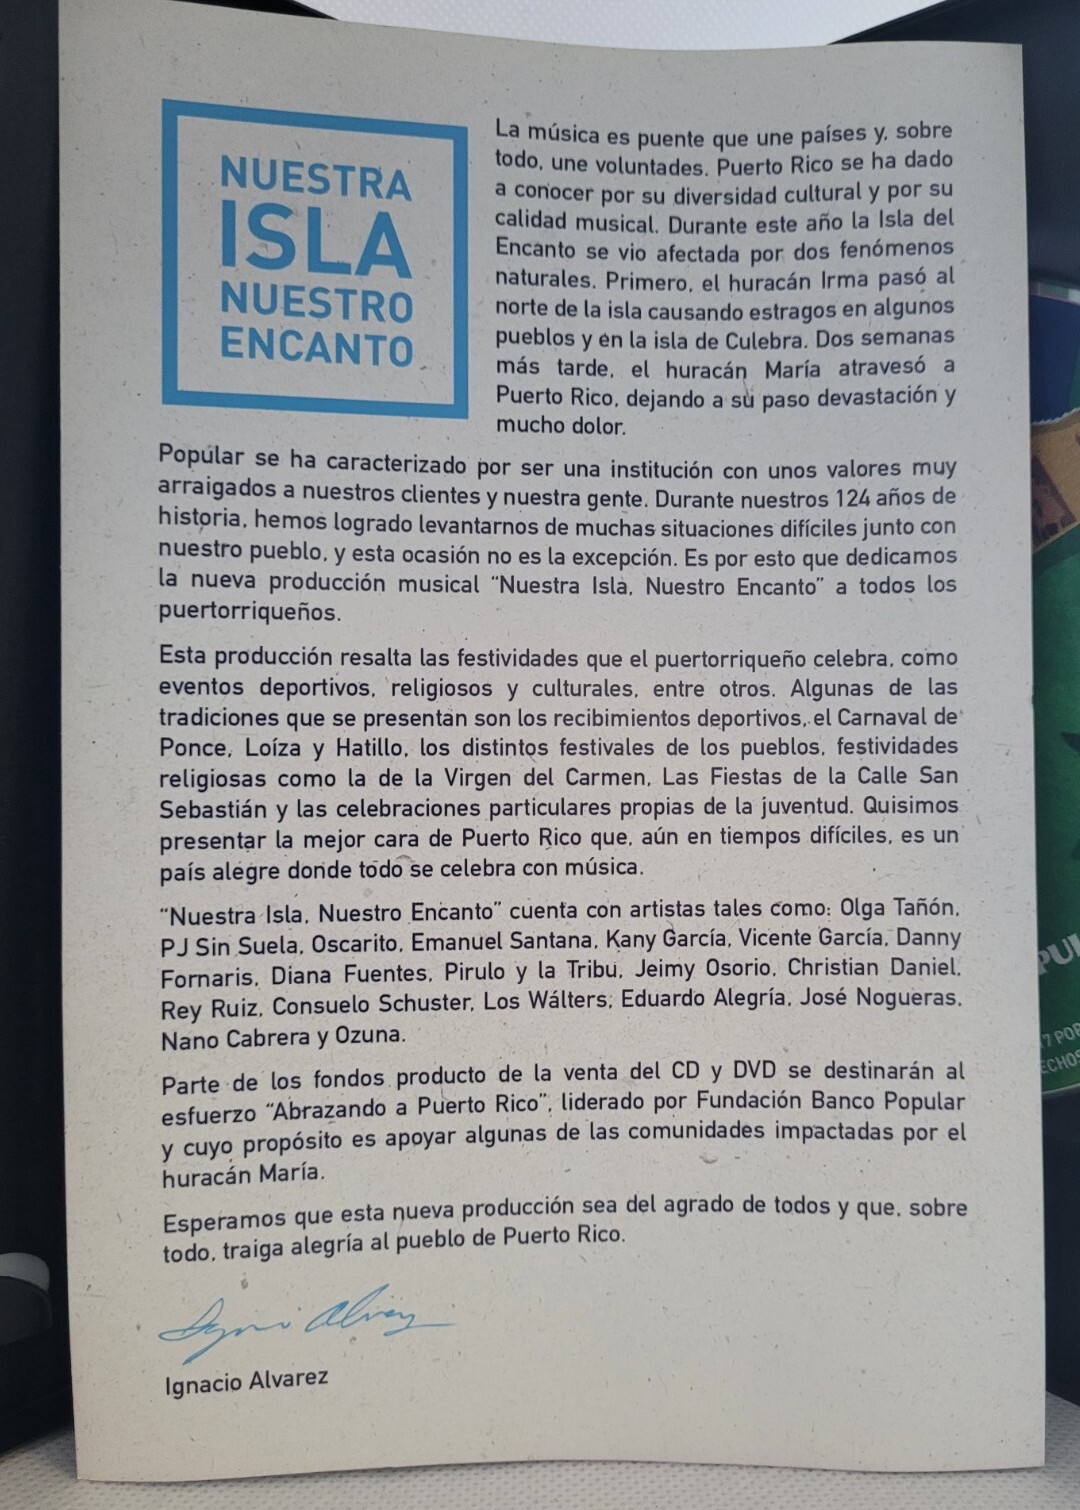 NUESTRA
ISLA
NUESTRO
ENCANTO
La música es puente que une países y, sobre
todo, une voluntades. Puerto Rico se ha dado
a conocer por su diversidad cultural y por su
calidad musical. Durante este año la Isla del
Encanto se vio afectada por dos fenómenos
naturales. Primero, el huracán Irma pasó al
norte de la isla causando estragos en algunos
pueblos y en la isla de Culebra. Dos semanas
más tarde, el huracán María atravesó a
Puerto Rico, dejando a su paso devastación y
mucho dolor.
Popular se ha caracterizado por ser una institución con unos valores muy
arraigados a nuestros clientes y nuestra gente. Durante nuestros 124 años de
historia, hemos logrado levantarnos de muchas situaciones difíciles junto con
nuestro pueblo, y esta ocasión no es la excepción. Es por esto que dedicamos
la nueva producción musical “Nuestra Isla, Nuestro Encanto” a todos los
puertorriqueños.
Esta producción resalta las festividades que el puertorriqueño celebra, como
eventos deportivos, religiosos y culturales, entre otros. Algunas de las
tradiciones que se presentan son los recibimientos deportivos, el Carnaval de
Ponce, Loíza y Hatillo, los distintos festivales de los pueblos, festividades
religiosas como la de la Virgen del Carmen, Las Fiestas de la Calle San
Sebastián y las celebraciones particulares propias de la juventud. Quisimos
presentar la mejor cara de Puerto Rico que, aún en tiempos difíciles, es un
país alegre donde todo se celebra con música.
“Nuestra Isla, Nuestro Encanto” cuenta con artistas tales como: Olga Tañón,
PJ Sin Suela, Oscarito, Emanuel Santana, Kany García, Vicente García, Danny
Fornaris, Diana Fuentes, Pirulo y la Tribu, Jeimy Osorio, Christian Daniel,
Rey Ruiz, Consuelo Schuster, Los Wálters, Eduardo Alegría, José Nogueras,
Nano Cabrera y Ozuna.
Parte de los fondos producto de la venta del CD y DVD se destinarán al
esfuerzo “Abrazando a Puerto Rico”, liderado por Fundación Banco Popular
y cuyo propósito es apoyar algunas de las comunidades impactadas por el
huracán María.
Esperamos que esta nueva producción sea del agrado de todos y que, sobre
todo, traiga alegría al pueblo de Puerto Rico.
Ignacio Alvarez